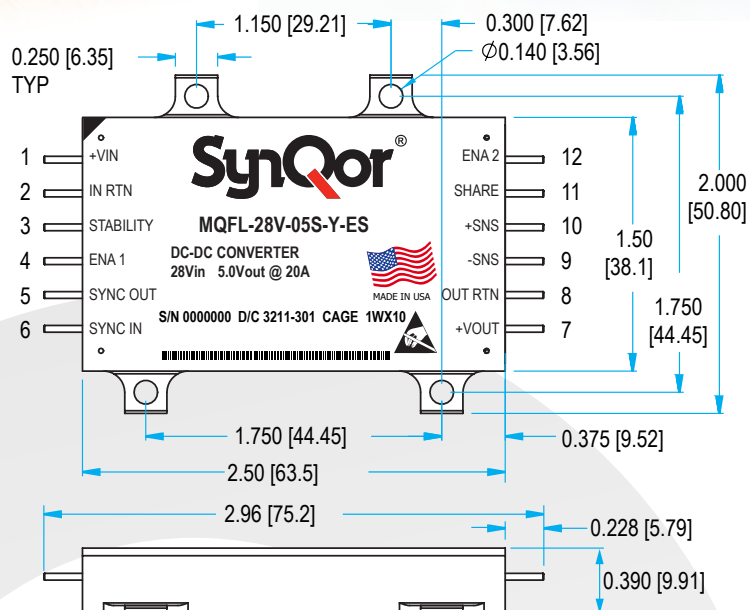 1.150 [29.21]
0.300 [7.62]
0.250 [6.35]
TYP
Ø0.140 [3.56]
SynQor®
1 +VIN
2 IN RTN
3 STABILITY
4 ENA 1
5 SYNC OUT
6 SYNC IN
ENA 2 12
SHARE 11
+SNS 10
-SNS 9
OUT RTN 8
+VOUT 7
MQFL-28V-05S-Y-ES
DC-DC CONVERTER
28Vin 5.0Vout @ 20A
MADE IN USA
S/N 0000000 D/C 3211-301 CAGE 1WX10
2.000
[50.80]
1.50
[38.1]
1.750
[44.45]
1.750 [44.45]
0.375 [9.52]
2.50 [63.5]
2.96 [75.2]
0.228 [5.79]
0.390 [9.91]